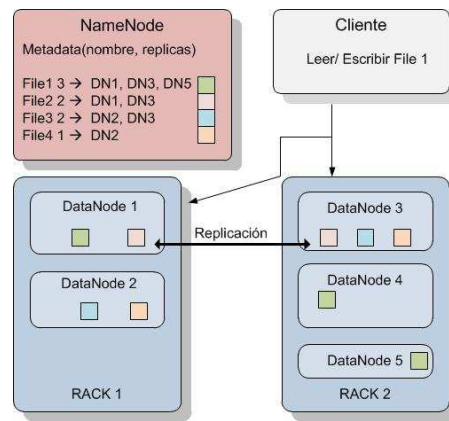 NameNode
Metadata(nombre, replicas)
File1 3 → DN1, DN3, DN5
File2 2 → DN1, DN3
File3 2 → DN2, DN3
File4 1 → DN2
Cliente
Leer/ Escribir File 1
DataNode 1
DataNode 2
RACK 1
Replicación
DataNode 3
DataNode 4
DataNode 5
RACK 2